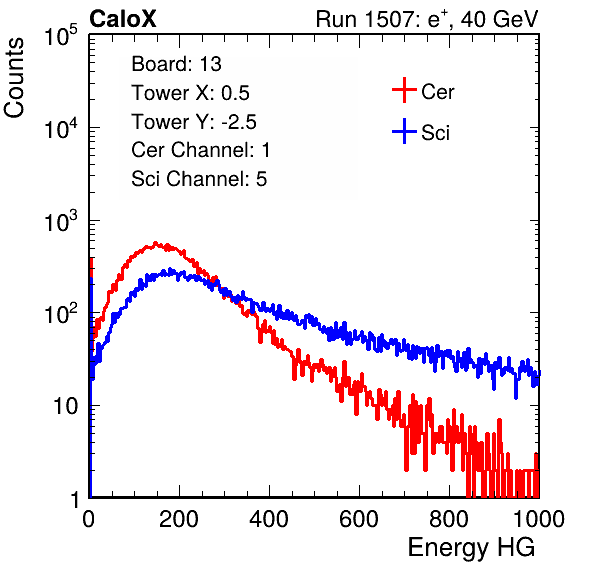 CaloX Run 1507: e⁺, 40 GeV
Counts
Board: 13
Tower X: 0.5
Tower Y: -2.5
Cer Channel: 1
Sci Channel: 5
Cer
Sci
10⁵
10⁴
10³
10²
10
1
0 200 400 600 800 1000
Energy HG